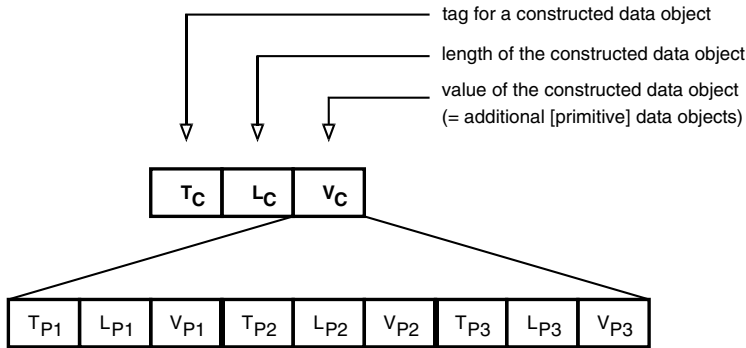 tag for a constructed data object
length of the constructed data object
value of the constructed data object
(= additional [primitive] data objects)
TC LC VC
TP1 LP1 VP1 TP2 LP2 VP2 TP3 LP3 VP3